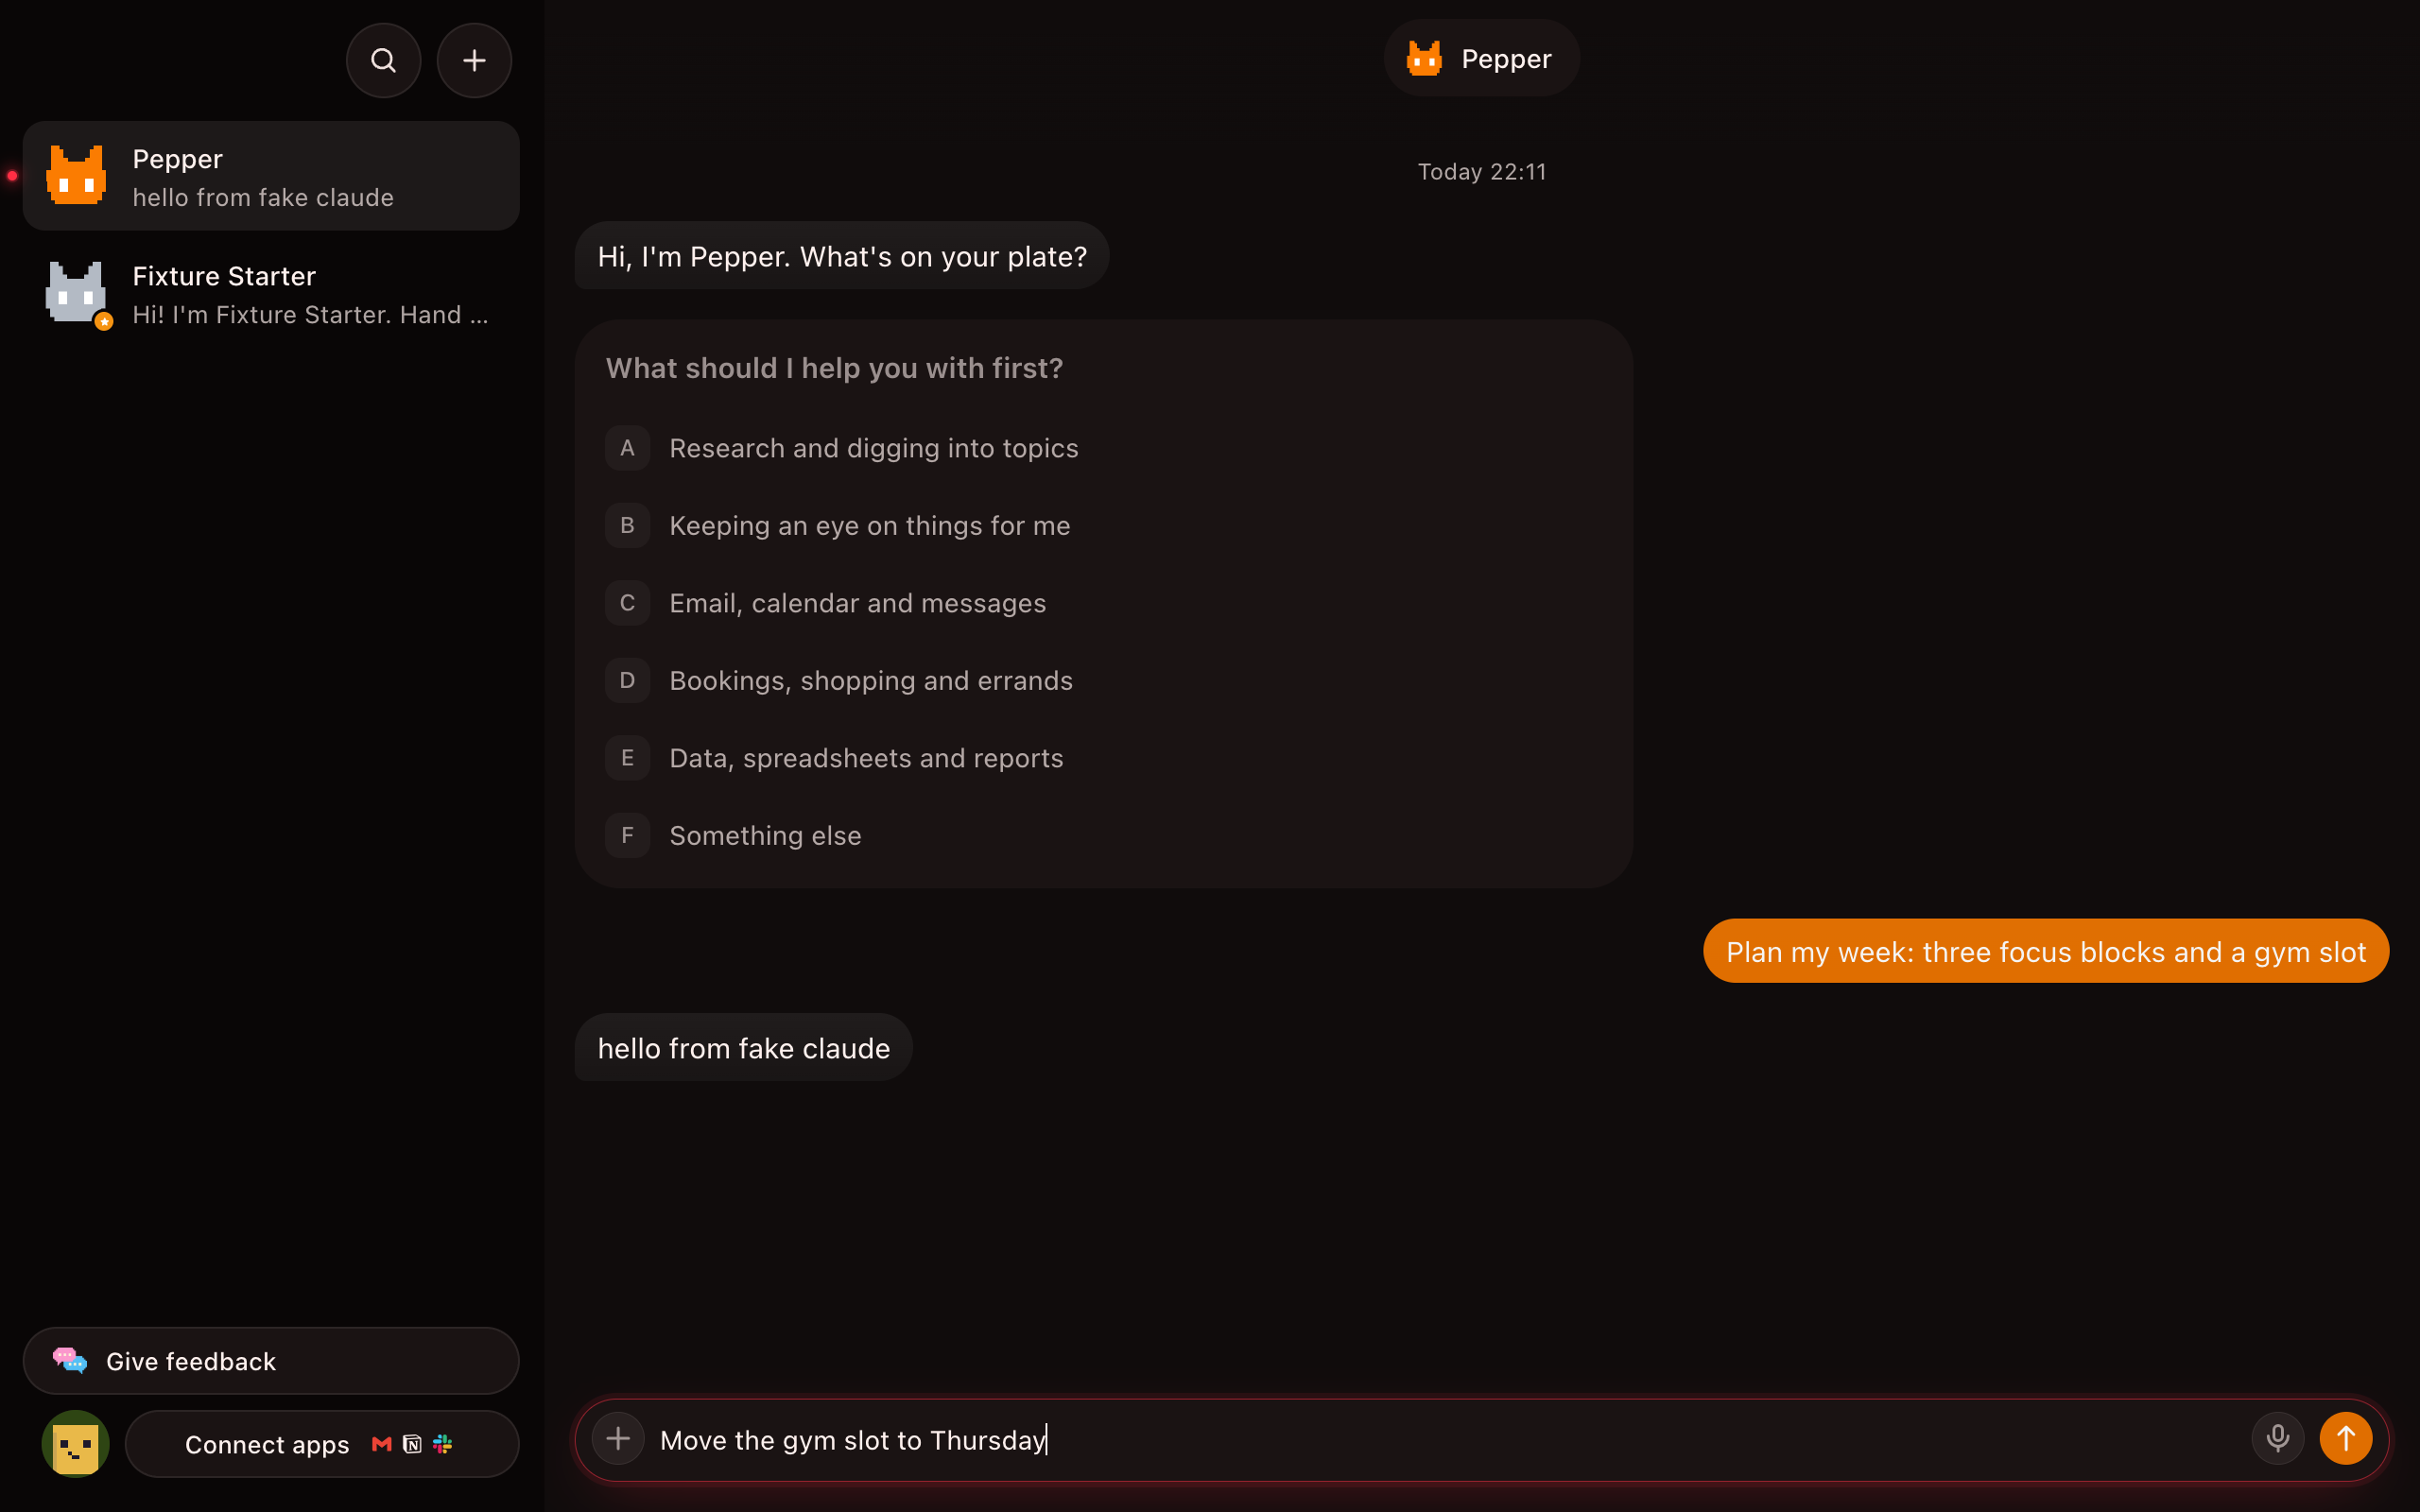 Pepper
hello from fake claude
Fixture Starter
Hi! I'm Fixture Starter. Hand ...
Give feedback
Connect apps
Pepper
Today 22:11
Hi, I'm Pepper. What's on your plate?
What should I help you with first?
A Research and digging into topics
B Keeping an eye on things for me
C Email, calendar and messages
D Bookings, shopping and errands
E Data, spreadsheets and reports
F Something else
Plan my week: three focus blocks and a gym slot
hello from fake claude
Move the gym slot to Thursday